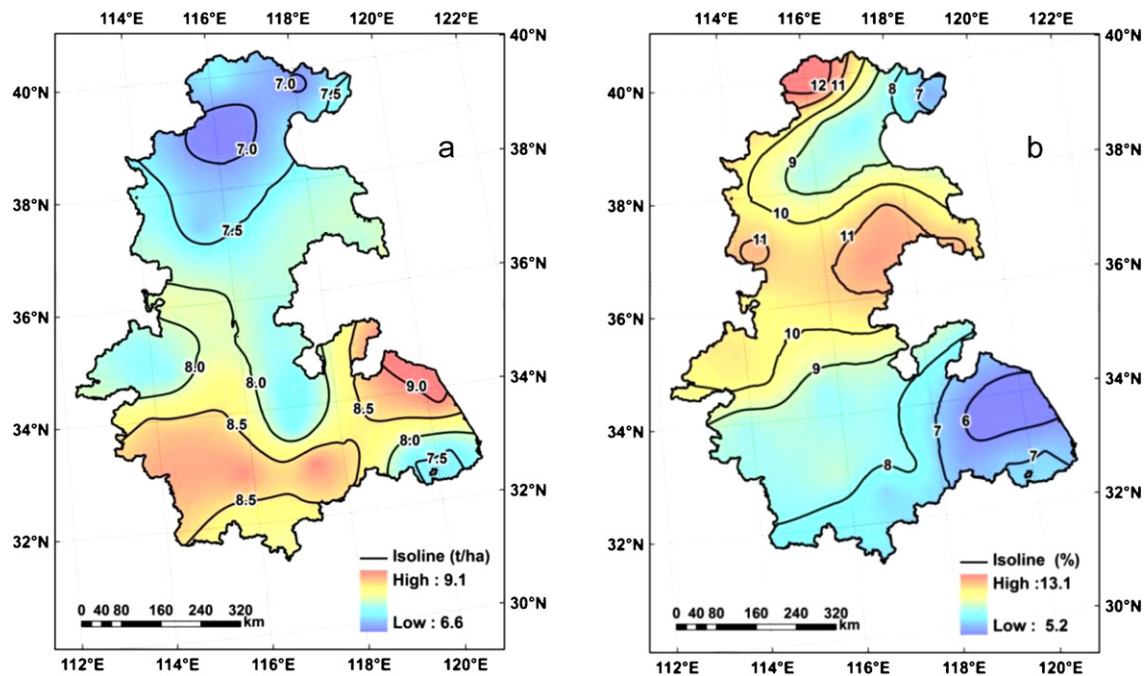 114°E 116°E 118°E 120°E 122°E
40°N
40°N
38°N
38°N
36°N
36°N
34°N
34°N
32°N
32°N
30°N
7.0
7.5
7.0
a
7.5
8.0
8.0
9.0
8.5
8.5
8.0
7.5
8.5
Isoline (t/ha)
High : 9.1
Low : 6.6
0 40 80 160 240 320
km
112°E 114°E 116°E 118°E 120°E
114°E 116°E 118°E 120°E 122°E
40°N
40°N
38°N
38°N
36°N
36°N
34°N
34°N
32°N
32°N
30°N
12 11
8
7
b
9
10
11
11
10
9
6
7
8
7
Isoline (%)
High :13.1
Low : 5.2
0 40 80 160 240 320
km
112°E 114°E 116°E 118°E 120°E